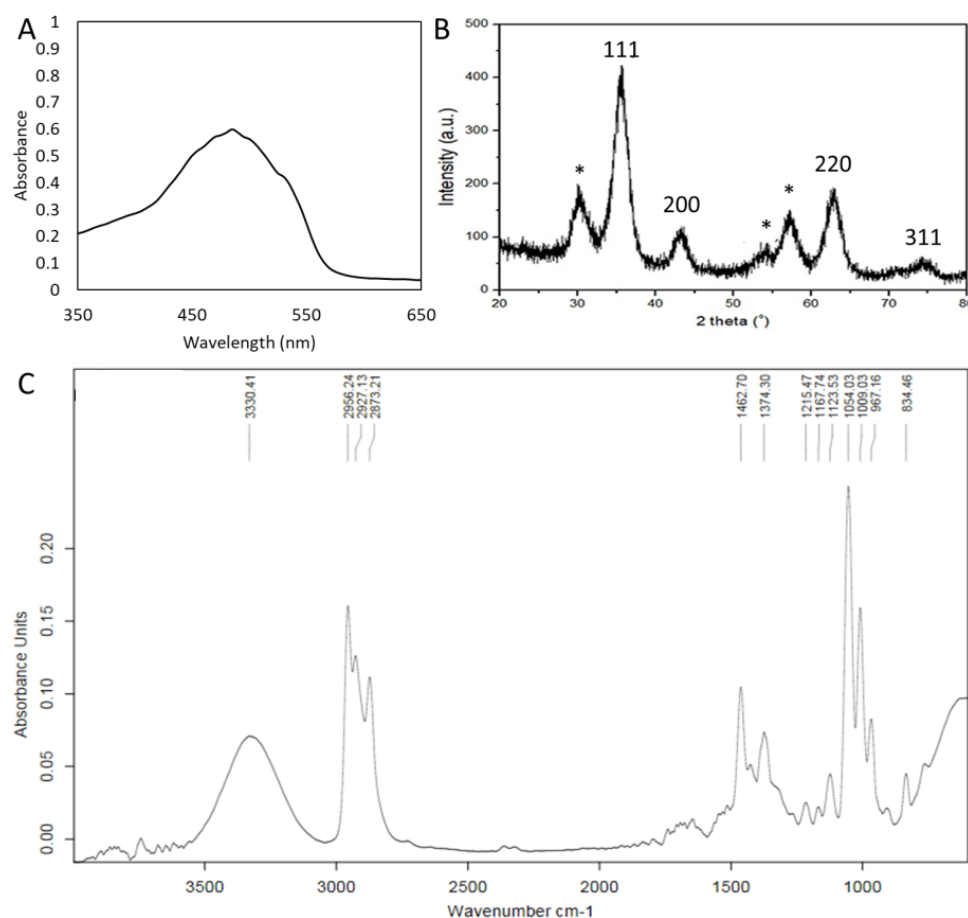 A
1
0.9
0.8
0.7
0.6
0.5
0.4
0.3
0.2
0.1
0
Absorbance
350 450 550 650
Wavelength (nm)
B
500
400
300
200
100
0
Intensity (a.u.)
* 111 200 * * 220 311
20 30 40 50 60 70 80
2 theta (°)
C
3330.41
2956.24
2927.13
2873.21
1462.70
1374.30
1215.47
1167.74
1123.53
1054.03
1009.03
967.16
834.46
0.20
0.15
0.10
0.05
0.00
Absorbance Units
3500 3000 2500 2000 1500 1000
Wavenumber cm-1